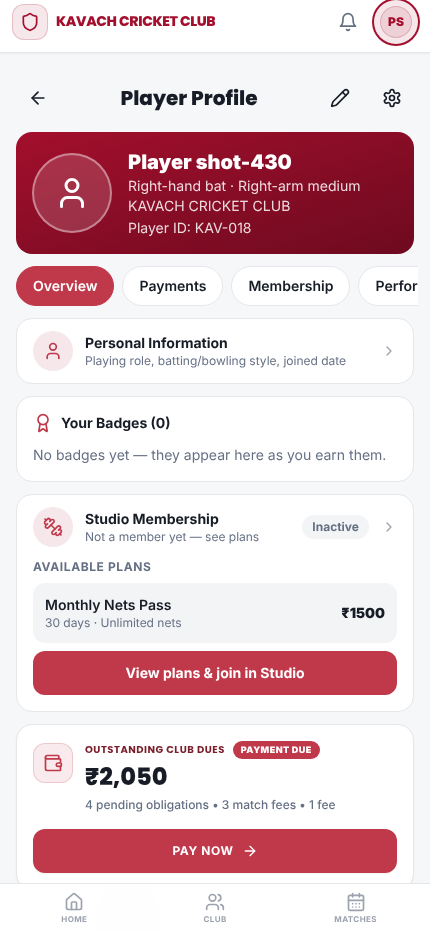 KAVACH CRICKET CLUB
PS
Player Profile
Player shot-430
Right-hand bat · Right-arm medium
KAVACH CRICKET CLUB
Player ID: KAV-018
Overview
Payments
Membership
Perfor
Personal Information
Playing role, batting/bowling style, joined date
Your Badges (0)
No badges yet — they appear here as you earn them.
Studio Membership
Inactive
Not a member yet — see plans
AVAILABLE PLANS
Monthly Nets Pass
₹1500
30 days · Unlimited nets
View plans & join in Studio
OUTSTANDING CLUB DUES
PAYMENT DUE
₹2,050
4 pending obligations • 3 match fees • 1 fee
PAY NOW →
HOME
CLUB
MATCHES